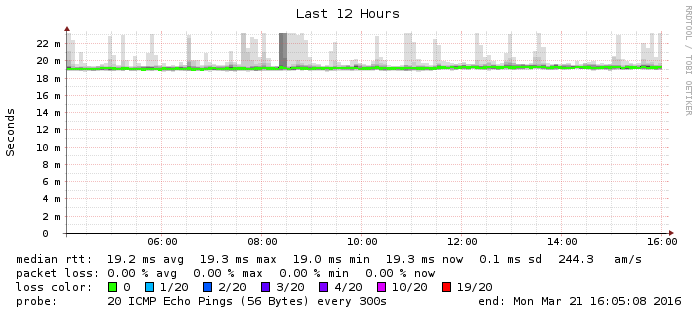 Last 12 Hours
RRDTOOL / TOBI OETIKER
Seconds
22 m
20 m
18 m
16 m
14 m
12 m
10 m
8 m
6 m
4 m
2 m
0
06:00 08:00 10:00 12:00 14:00 16:00
median rtt: 19.2 ms avg 19.3 ms max 19.0 ms min 19.3 ms now 0.1 ms sd 244.3 am/s
packet loss: 0.00 % avg 0.00 % max 0.00 % min 0.00 % now
loss color: 0 1/20 2/20 3/20 4/20 10/20 19/20
probe: 20 ICMP Echo Pings (56 Bytes) every 300s end: Mon Mar 21 16:05:08 2016